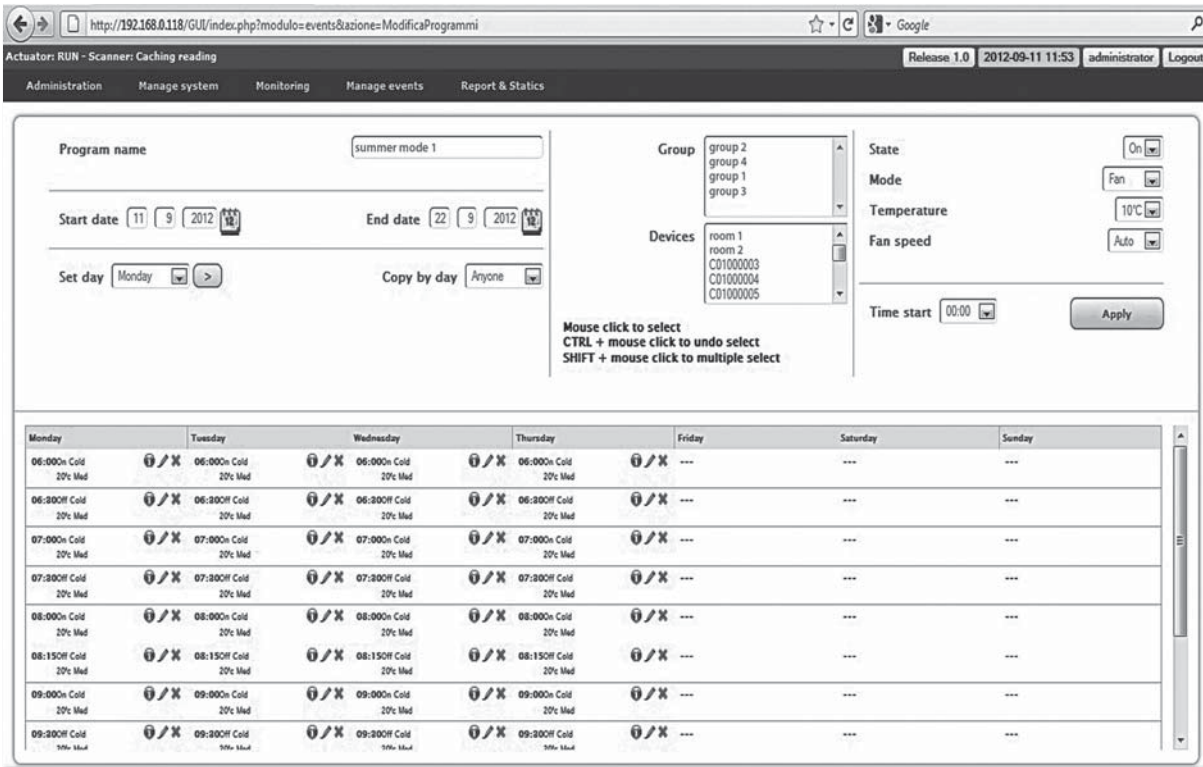 http://192.168.0.118/GUI/index.php?modulo=events&azione=ModificaProgrammi
Google
Actuator: RUN - Scanner: Caching reading
Release 1.0 2012-09-11 11:53 administrator Logout
Administration Manage system Monitoring Manage events Report & Statics
Program name summer mode 1
Start date 11 9 2012 12 End date 22 9 2012 12
Set day Monday > Copy by day Anyone
Group
group 2
group 4
group 1
group 3
Devices
room 1
room 2
C01000003
C01000004
C01000005
Mouse click to select
CTRL + mouse click to undo select
SHIFT + mouse click to multiple select
State On
Mode Fan
Temperature 10°C
Fan speed Auto
Time start 00:00 Apply
Monday Tuesday Wednesday Thursday Friday Saturday Sunday
06:00On Cold 06:00On Cold 06:00On Cold 06:00On Cold --- --- ---
20°c Med 20°c Med 20°c Med 20°c Med
06:30Off Cold 06:30Off Cold 06:30Off Cold 06:30Off Cold --- --- ---
20°c Med 20°c Med 20°c Med 20°c Med
07:00On Cold 07:00On Cold 07:00On Cold 07:00On Cold --- --- ---
20°c Med 20°c Med 20°c Med 20°c Med
07:30Off Cold 07:30Off Cold 07:30Off Cold 07:30Off Cold --- --- ---
20°c Med 20°c Med 20°c Med 20°c Med
08:00On Cold 08:00On Cold 08:00On Cold 08:00On Cold --- --- ---
20°c Med 20°c Med 20°c Med 20°c Med
08:15Off Cold 08:15Off Cold 08:15Off Cold 08:15Off Cold --- --- ---
20°c Med 20°c Med 20°c Med 20°c Med
09:00On Cold 09:00On Cold 09:00On Cold 09:00On Cold --- --- ---
20°c Med 20°c Med 20°c Med 20°c Med
09:30Off Cold 09:30Off Cold 09:30Off Cold 09:30Off Cold --- --- ---
20°c Med 20°c Med 20°c Med 20°c Med